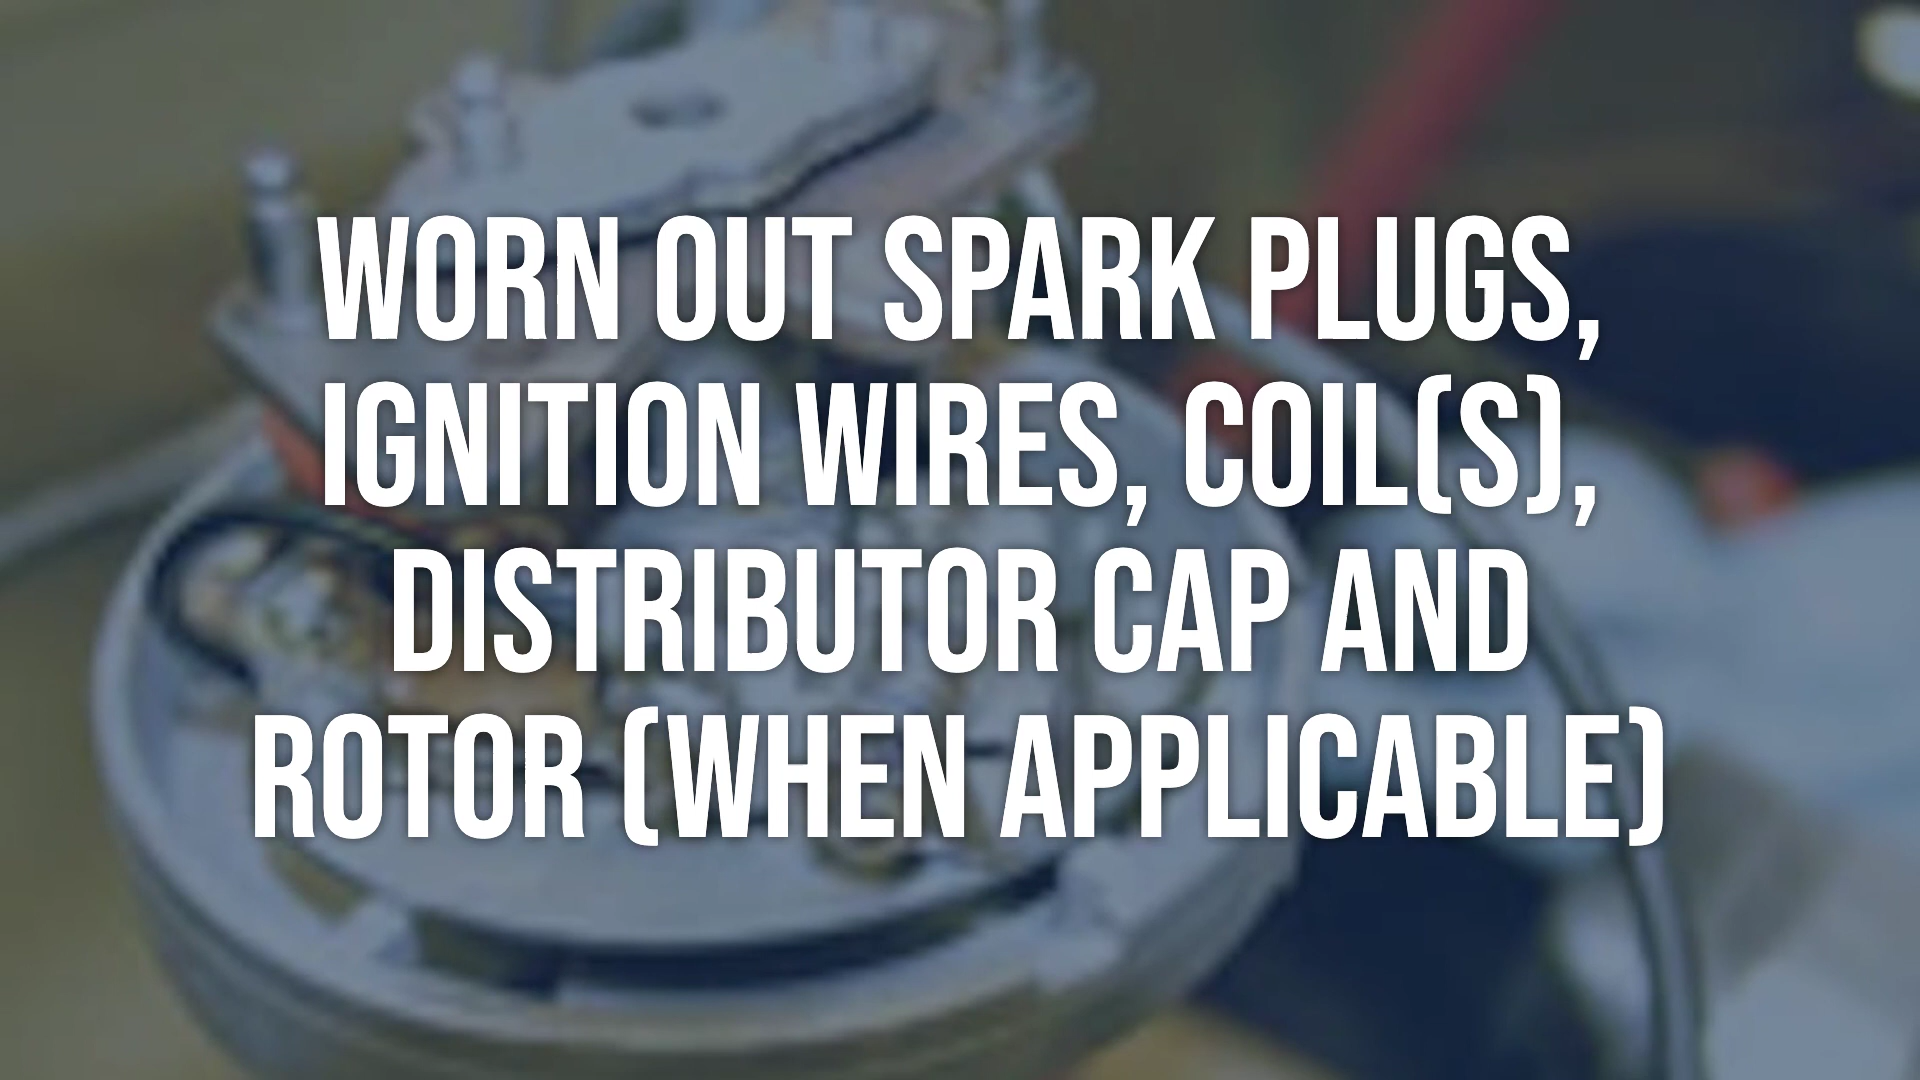 WORN OUT SPARK PLUGS,
IGNITION WIRES, COIL(S),
DISTRIBUTOR CAP AND
ROTOR (WHEN APPLICABLE)